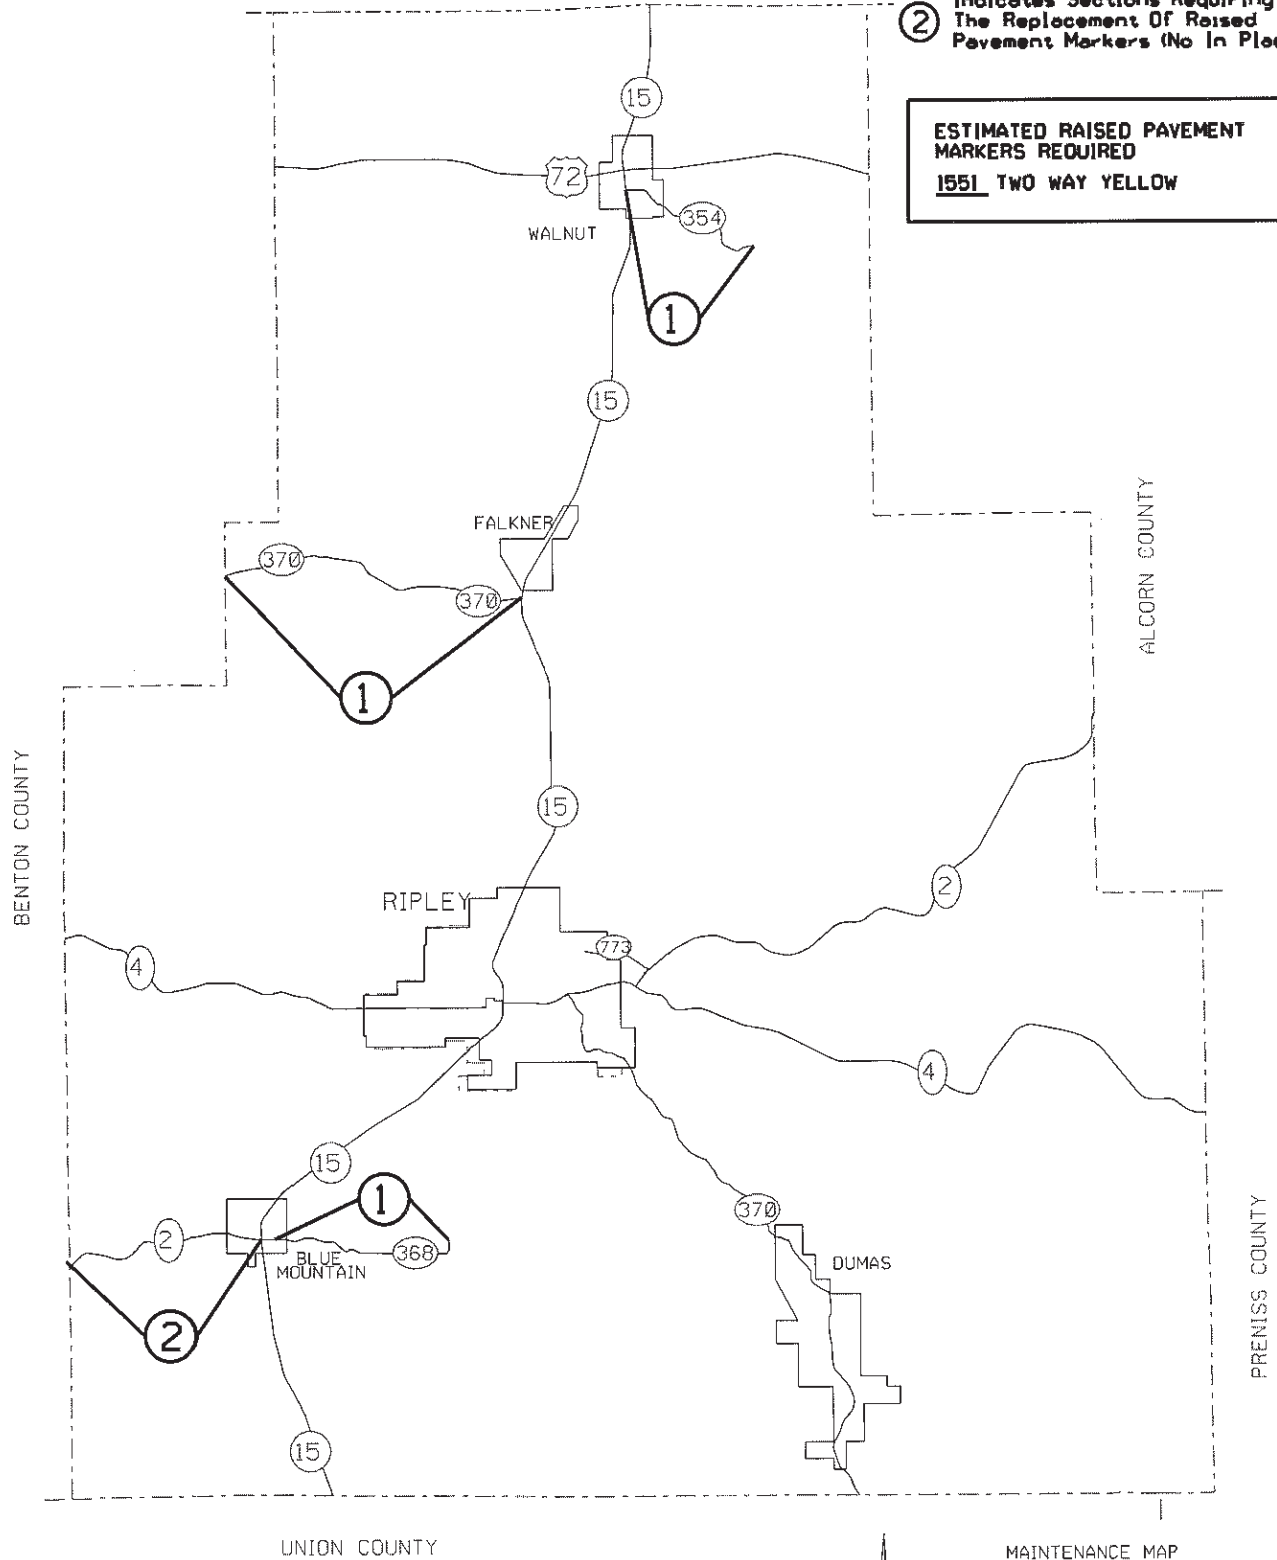 Indicates Sections Requiring
2 The Replacement Of Raised
Pavement Markers (No In Plac
ESTIMATED RAISED PAVEMENT
MARKERS REQUIRED
1551 TWO WAY YELLOW
15
72
WALNUT
354
1
15
FALKNER
370
370
ALCORN COUNTY
1
BENTON COUNTY
15
2
RIPLEY
773
4
4
15
1
370
2
BLUE
MOUNTAIN
368
DUMAS
2
PRENISS COUNTY
15
UNION COUNTY
MAINTENANCE MAP